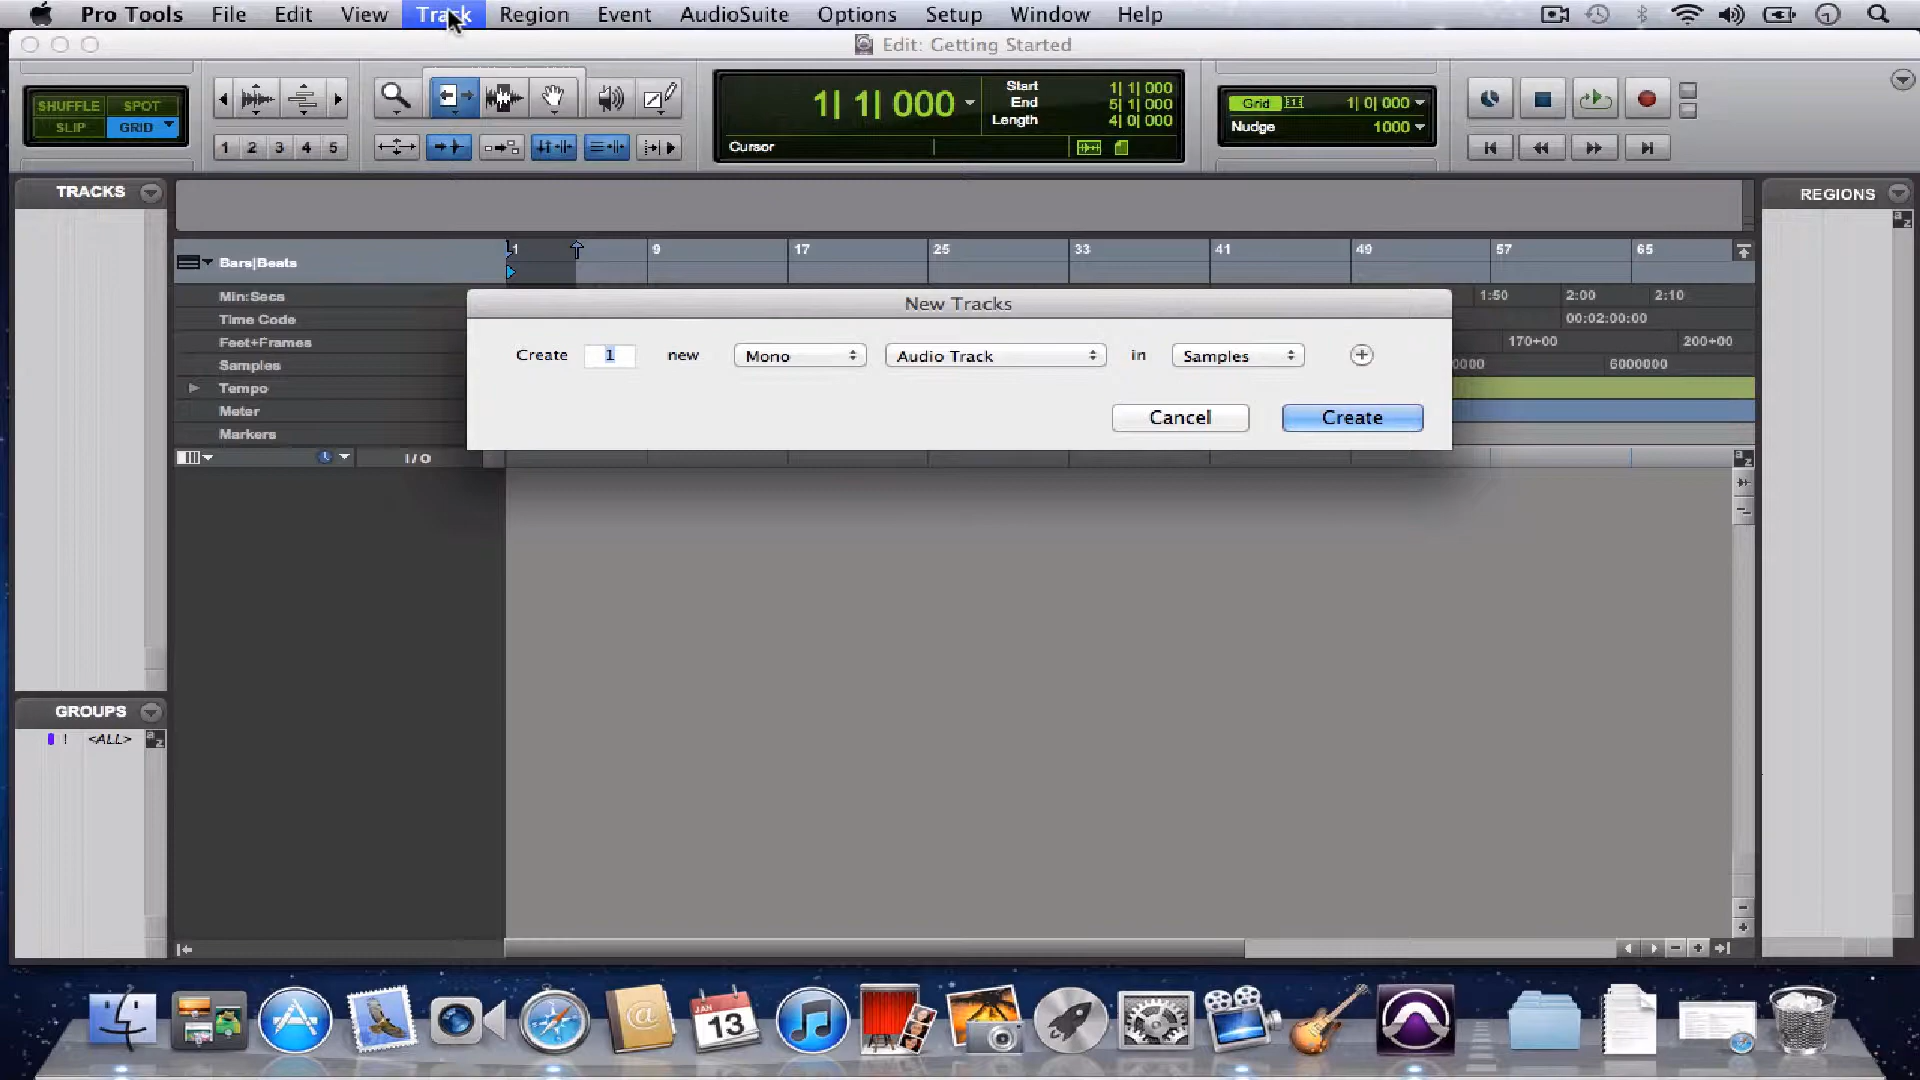 Pro Tools File Edit View Track Region Event AudioSuite Options Setup Window Help
Edit: Getting Started
SHUFFLE SPOT
SLIP GRID
1 2 3 4 5
1| 1| 000
Start 1| 1| 000
End 5| 1| 000
Length 4| 0| 000
Cursor
Grid 1| 0| 000
Nudge 1000
TRACKS
REGIONS
Bars|Beats
1 9 17 25 33 41 49 57 65
Min:Secs
1:50 2:00 2:10
Time Code
00:02:00:00
Feet+Frames
170+00 200+00
Samples
0000 6000000
Tempo
Meter
Markers
I/O
New Tracks
Create 1 new Mono Audio Track in Samples
Cancel Create
GROUPS
! <ALL>
a z
JAN
13